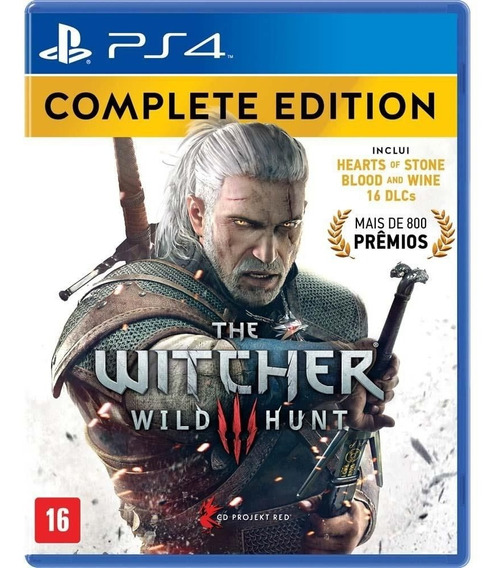 PS4
COMPLETE EDITION
INCLUI
HEARTS OF STONE
BLOOD AND WINE
16 DLCs
MAIS DE 800
PRÊMIOS
THE
WITCHER
WILD III HUNT
CD PROJEKT RED
16